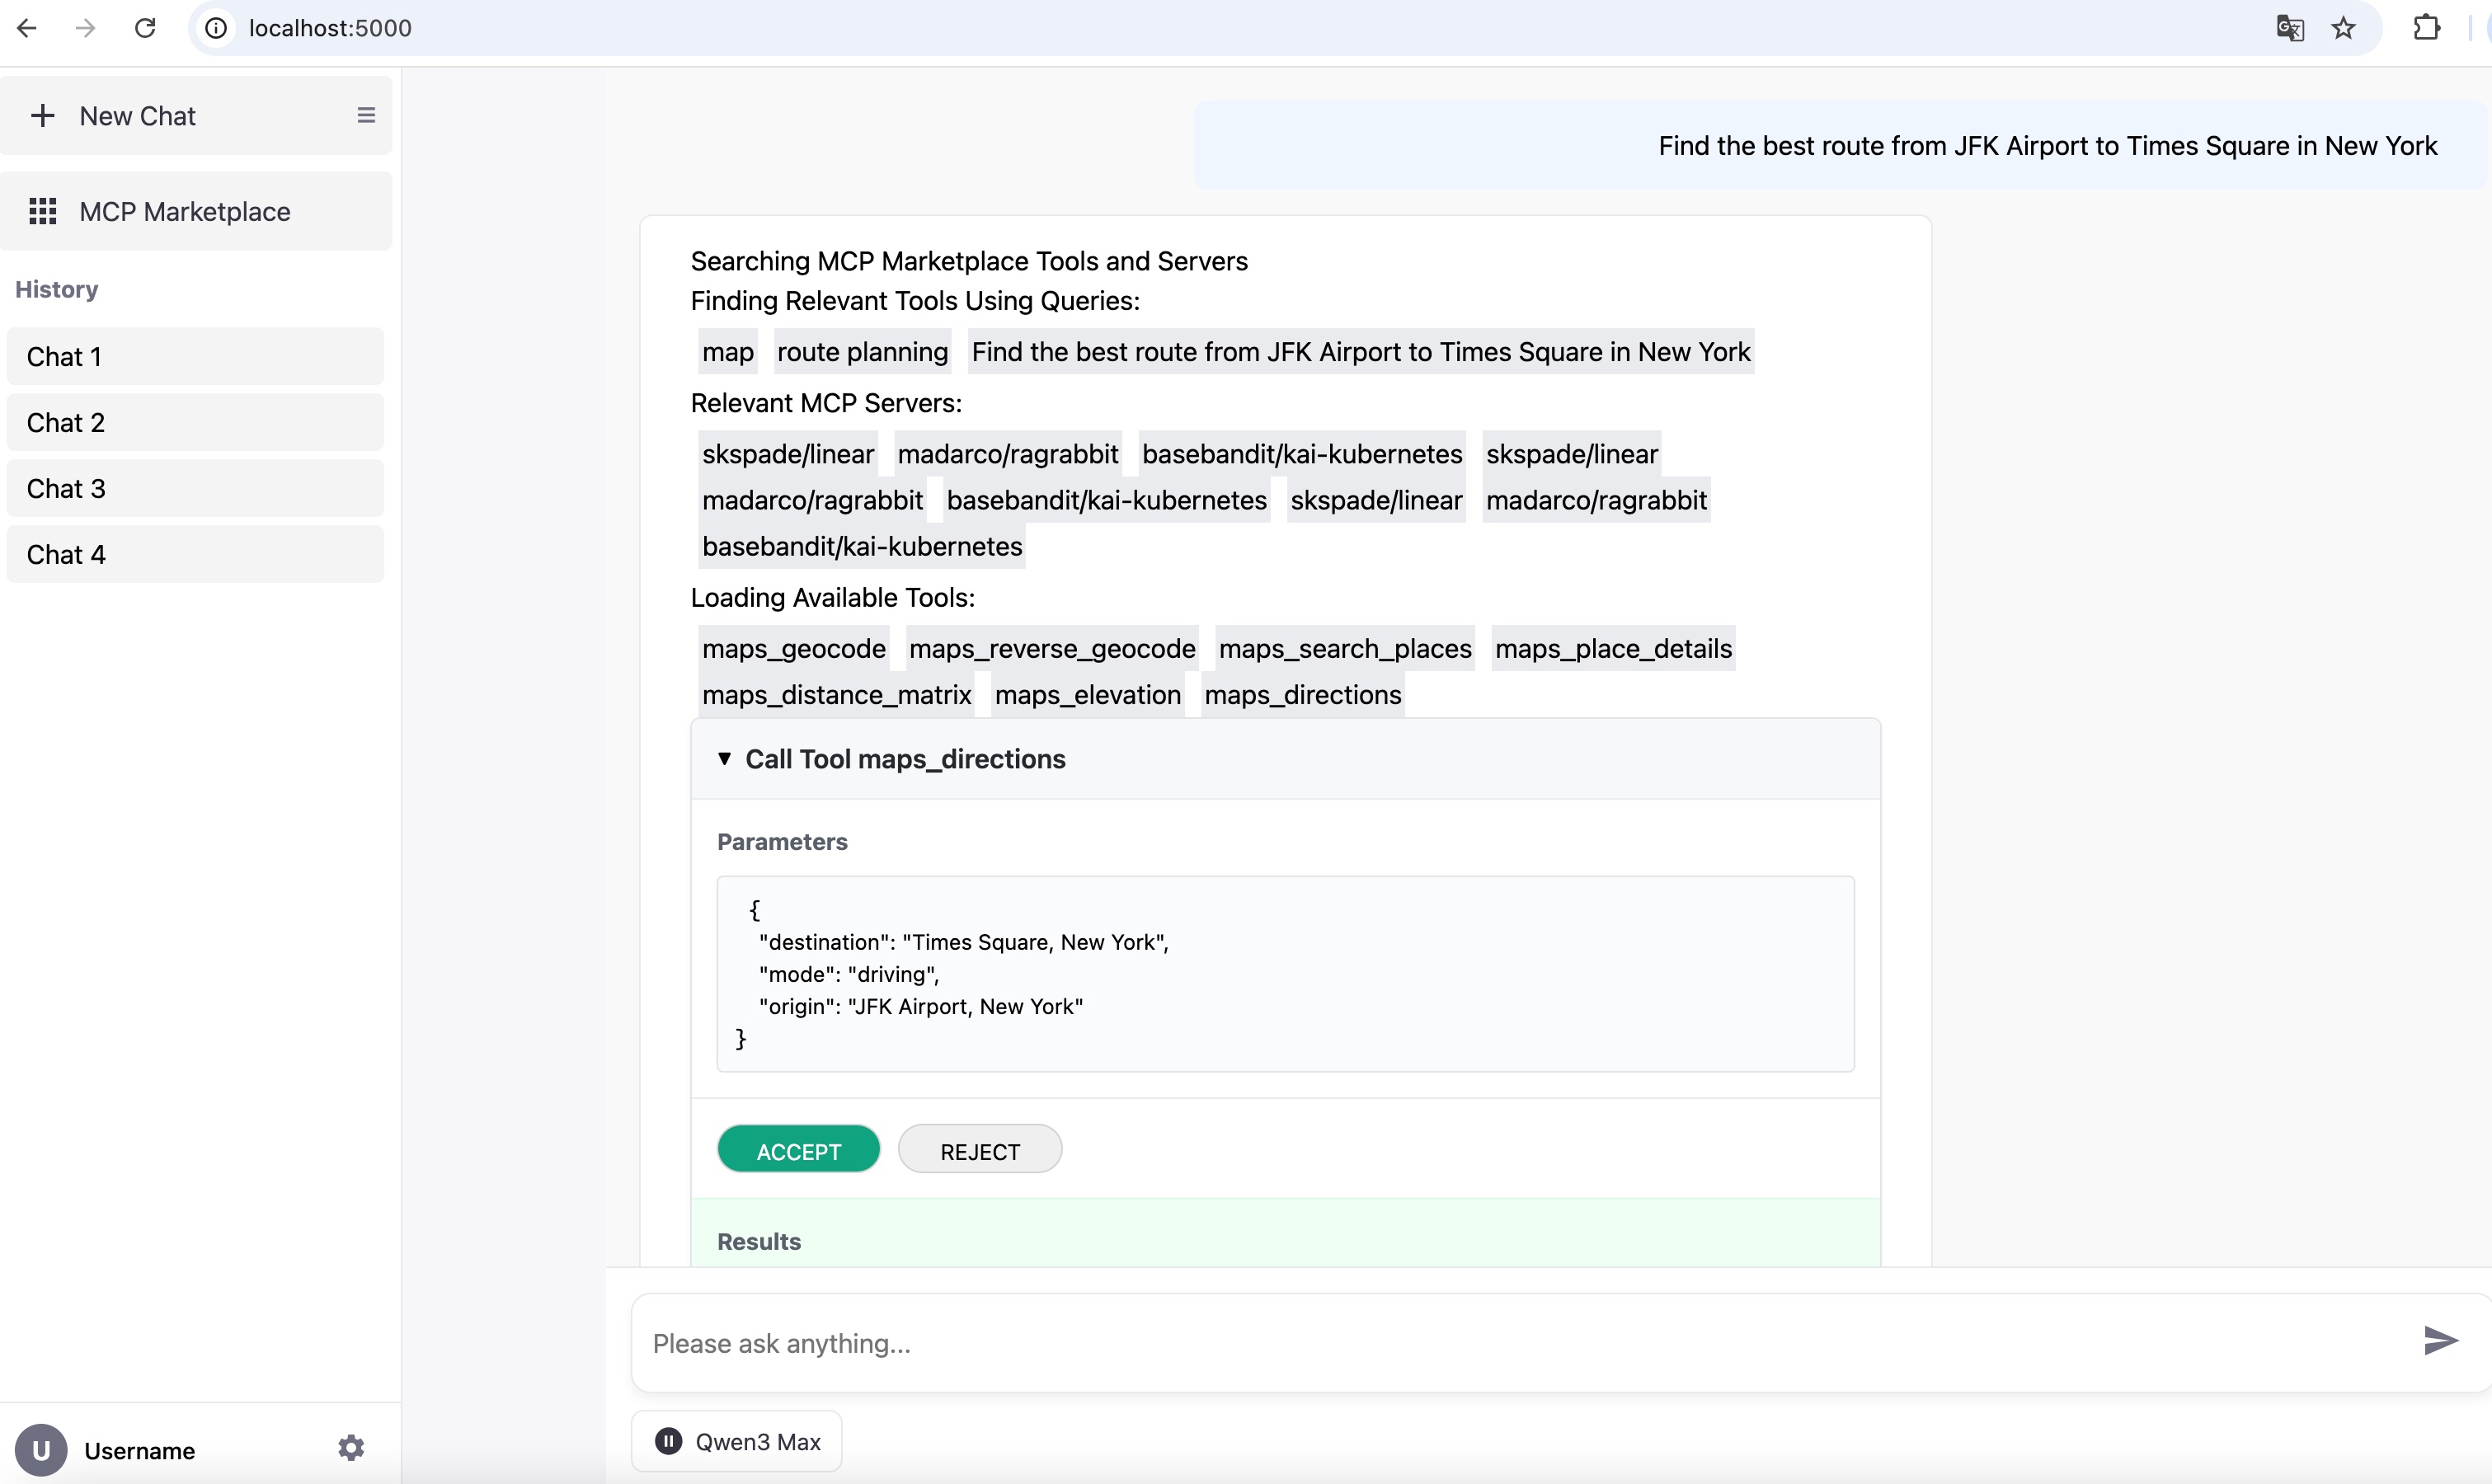 localhost:5000
New Chat
MCP Marketplace
History
Chat 1
Chat 2
Chat 3
Chat 4
U Username
Find the best route from JFK Airport to Times Square in New York
Searching MCP Marketplace Tools and Servers
Finding Relevant Tools Using Queries:
map route planning Find the best route from JFK Airport to Times Square in New York
Relevant MCP Servers:
skspade/linear madarco/ragrabbit basebandit/kai-kubernetes skspade/linear
madarco/ragrabbit basebandit/kai-kubernetes skspade/linear madarco/ragrabbit
basebandit/kai-kubernetes
Loading Available Tools:
maps_geocode maps_reverse_geocode maps_search_places maps_place_details
maps_distance_matrix maps_elevation maps_directions
▼ Call Tool maps_directions
Parameters
{
"destination": "Times Square, New York",
"mode": "driving",
"origin": "JFK Airport, New York"
}
ACCEPT REJECT
Results
Please ask anything...
Qwen3 Max